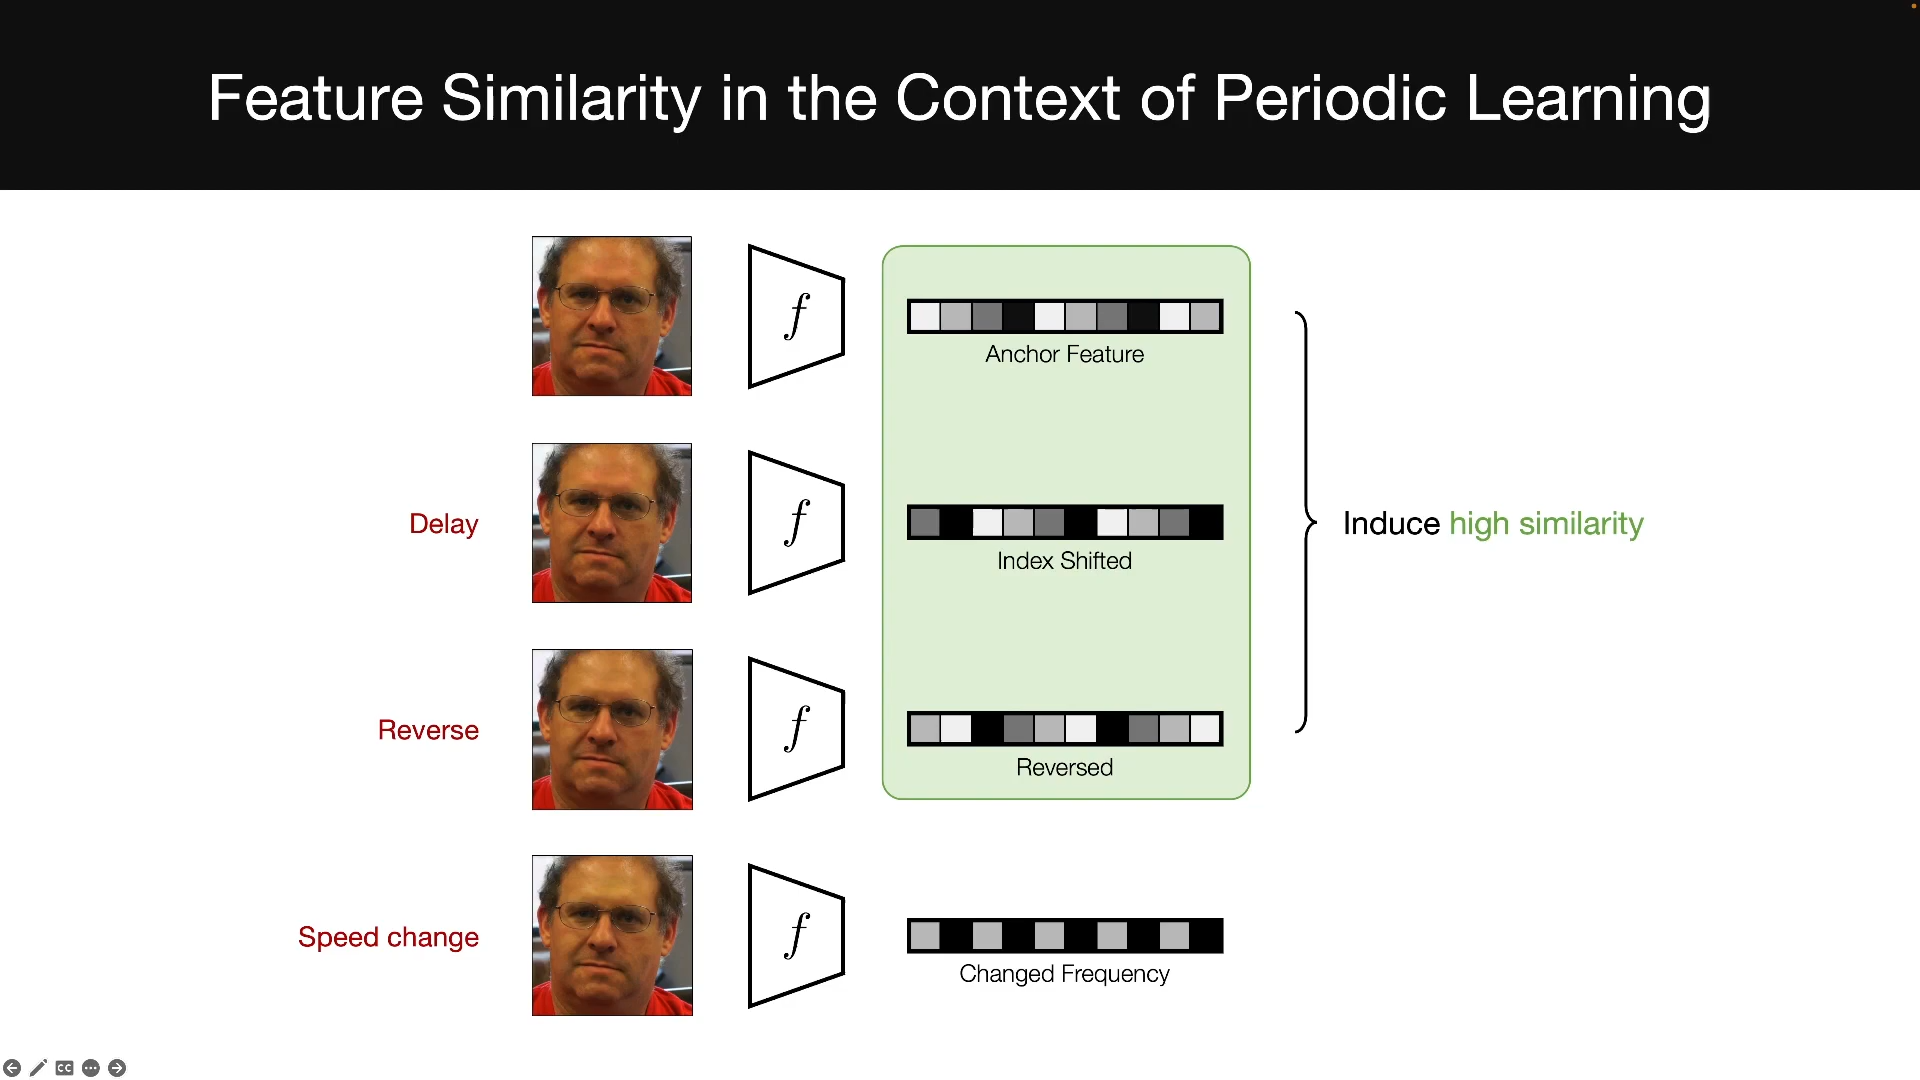 Feature Similarity in the Context of Periodic Learning
f
Anchor Feature
Delay
f
Index Shifted
Induce high similarity
Reverse
f
Reversed
Speed change
f
Changed Frequency
CC